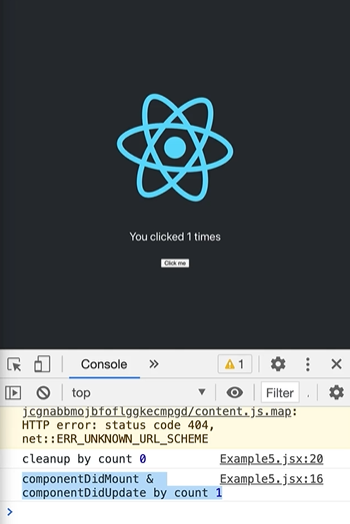 You clicked 1 times
Click me
Console
1
top
Filter
jcgnabbmojbfoflggkecmpgd/content.js.map:
HTTP error: status code 404,
net::ERR_UNKNOWN_URL_SCHEME
cleanup by count 0 Example5.jsx:20
componentDidMount & Example5.jsx:16
componentDidUpdate by count 1